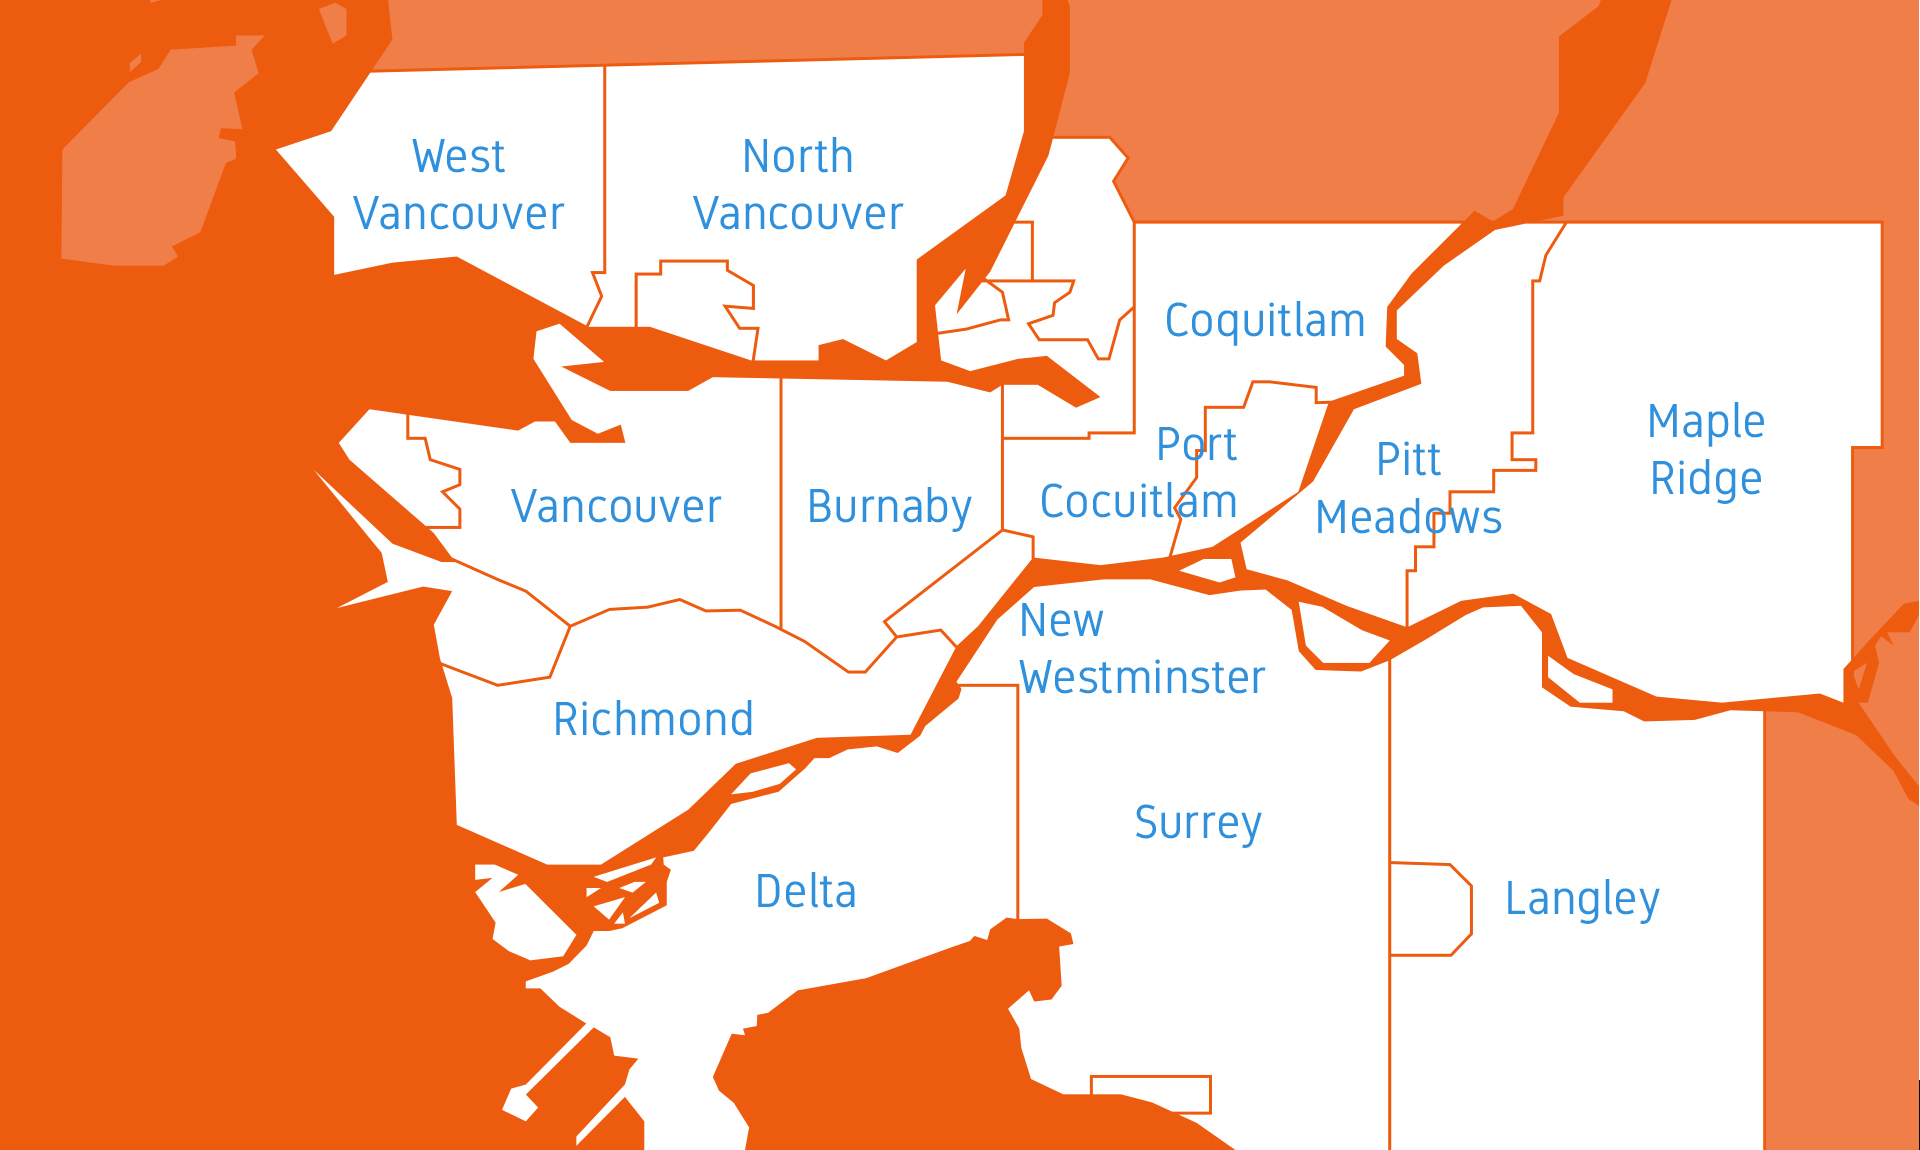 West
Vancouver
North
Vancouver
Coquitlam
Port
Cocuitlam
Pitt
Meadows
Maple
Ridge
Vancouver
Burnaby
New
Westminster
Richmond
Surrey
Delta
Langley